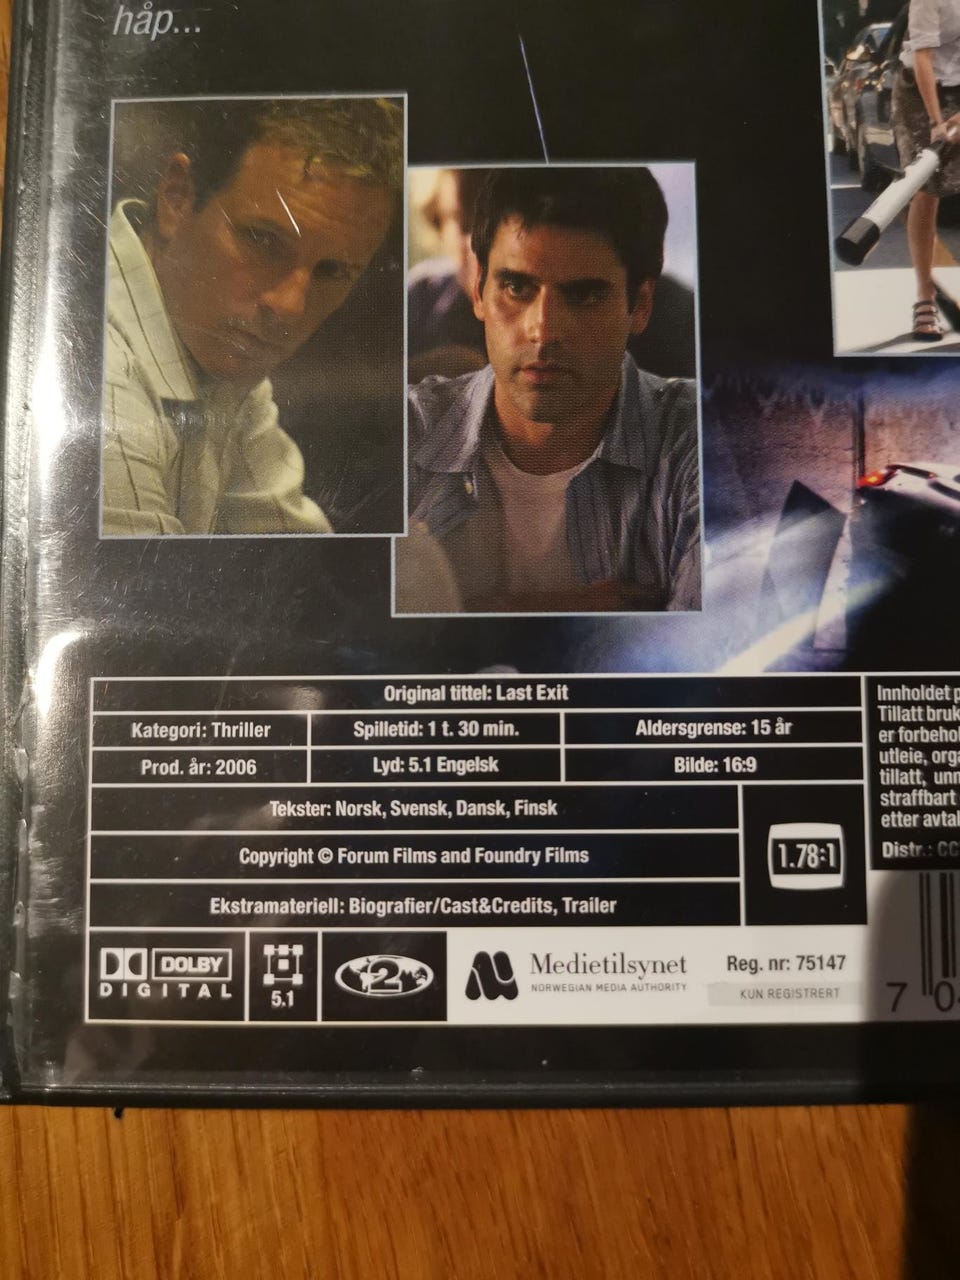 håp...
Original tittel: Last Exit
Kategori: Thriller
Spilletid: 1 t. 30 min.
Aldersgrense: 15 år
Prod. år: 2006
Lyd: 5.1 Engelsk
Bilde: 16:9
Tekster: Norsk, Svensk, Dansk, Finsk
Copyright © Forum Films and Foundry Films
1.78:1
Ekstramateriell: Biografier/Cast&Credits, Trailer
DOLBY
DIGITAL
5.1
2
Medietilsynet
NORWEGIAN MEDIA AUTHORITY
Reg. nr: 75147
KUN REGISTRERT
Innholdet
Tillatt bruk
er
utleie,
tillatt,
straffbart
etter
Distr.:
7